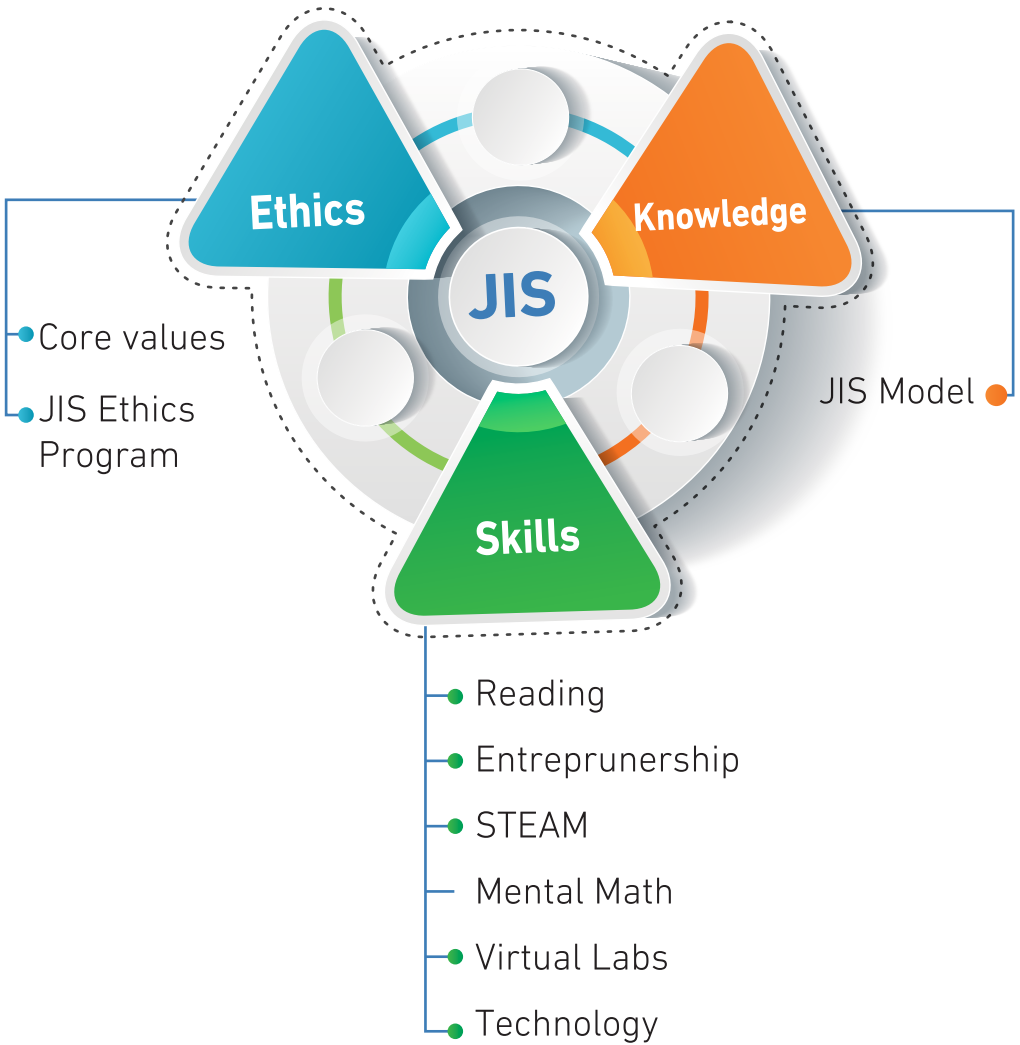 Ethics
Knowledge
JIS
Core values
JIS Ethics
Program
JIS Model
Skills
Reading
Entreprunership
STEAM
Mental Math
Virtual Labs
Technology